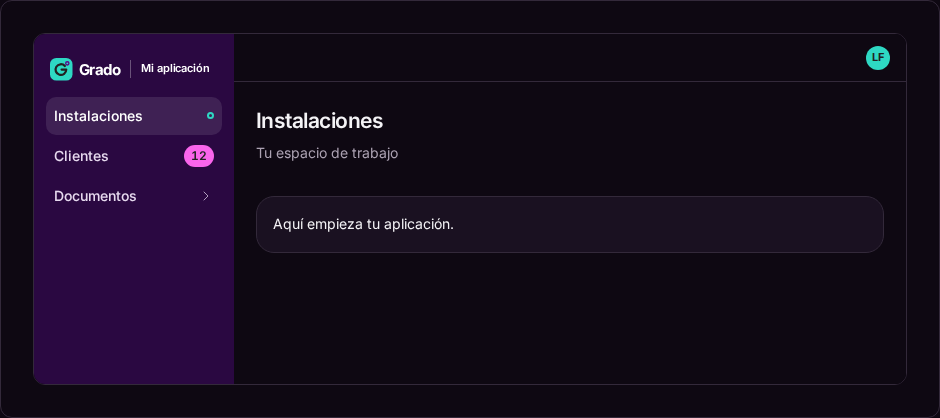 Grado
Mi aplicación
LF
Instalaciones
Clientes
12
Documentos
Instalaciones
Tu espacio de trabajo
Aquí empieza tu aplicación.